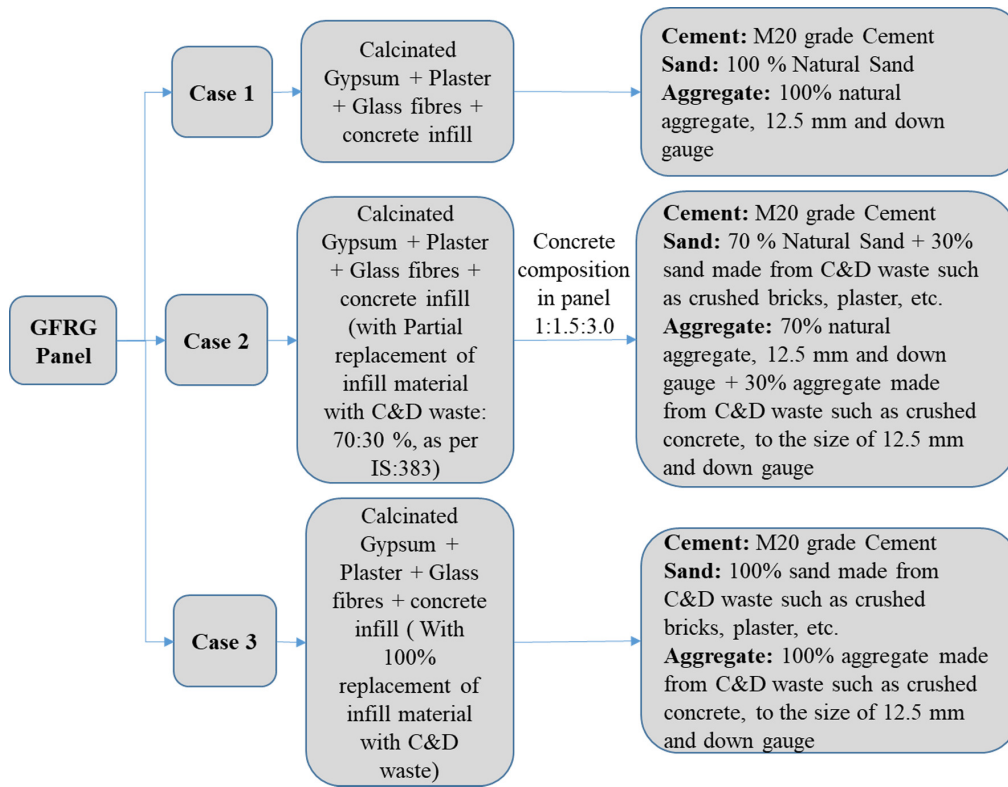 GFRG
Panel
Case 1
Calcinated
Gypsum + Plaster
+ Glass fibres +
concrete infill
Cement: M20 grade Cement
Sand: 100 % Natural Sand
Aggregate: 100% natural
aggregate, 12.5 mm and down
gauge
Case 2
Calcinated
Gypsum + Plaster
+ Glass fibres +
concrete infill
(with Partial
replacement of
infill material
with C&D waste:
70:30 %, as per
IS:383)
Concrete
composition
in panel
1:1.5:3.0
Cement: M20 grade Cement
Sand: 70 % Natural Sand + 30%
sand made from C&D waste such
as crushed bricks, plaster, etc.
Aggregate: 70% natural
aggregate, 12.5 mm and down
gauge + 30% aggregate made
from C&D waste such as crushed
concrete, to the size of 12.5 mm
and down gauge
Case 3
Calcinated
Gypsum +
Plaster + Glass
fibres + concrete
infill ( With
100%
replacement of
infill material
with C&D
waste)
Cement: M20 grade Cement
Sand: 100% sand made from
C&D waste such as crushed
bricks, plaster, etc.
Aggregate: 100% aggregate made
from C&D waste such as crushed
concrete, to the size of 12.5 mm
and down gauge